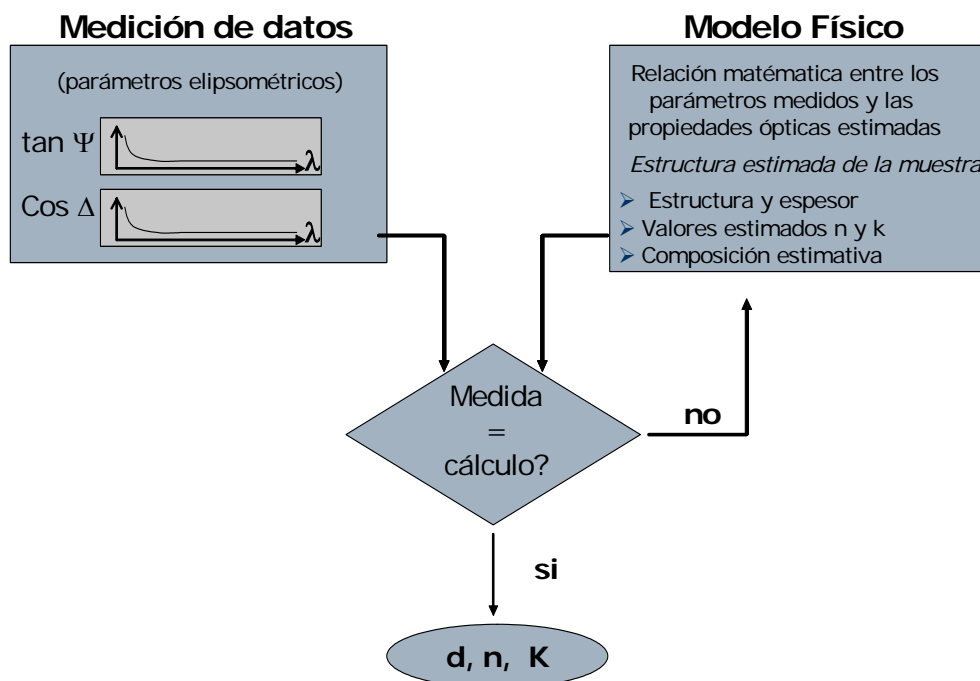 Medición de datos
(parámetros elipsométricos)
tan Ψ
λ
Cos Δ
λ
Modelo Físico
Relación matématica entre los
parámetros medidos y las
propiedades ópticas estimadas
Estructura estimada de la muestra
➢ Estructura y espesor
➢ Valores estimados n y k
➢ Composición estimativa
Medida
=
cálculo?
no
si
d, n, K